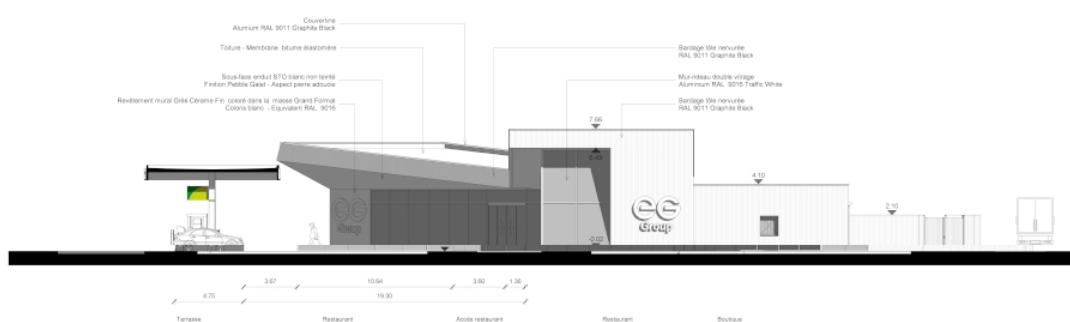 Couvertine
Alumium RAL 9011 Graphite Black
Toiture - Membrane bitume élastomère
Sous-face enduit STO blanc non teinté
Finition Pebble Galet - Aspect pierre adoucie
Revêtement mural Grès Cérame Fin coloré dans la masse Grand Format
Coloris blanc - Equivalent RAL 9016
Bardage tôle nervurée
RAL 9011 Graphite Black
Mur-rideau double vitrage
Aluminium RAL 9016 Traffic White
Bardage tôle nervurée
RAL 9011 Graphite Black
7.66
6.43
4.10
2.10
-0.02
EG
Group
EG
Group
3.67
10.64
3.60
1.36
4.75
19.30
Terrasse
Restaurant
Accès restaurant
Restaurant
Boutique